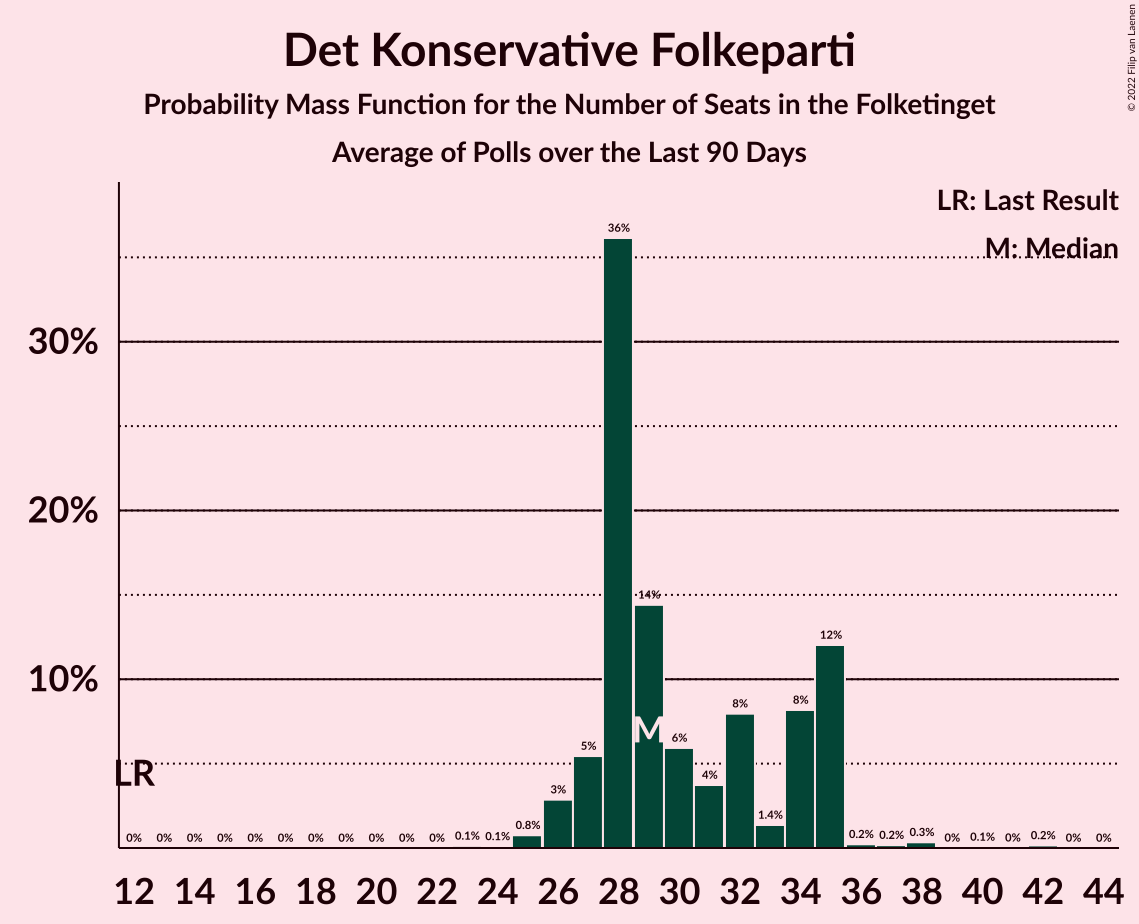 Det Konservative Folkeparti
Probability Mass Function for the Number of Seats in the Folketinget
Average of Polls over the Last 90 Days
© 2022 Filip van Laenen
LR: Last Result
M: Median
30%
20%
10%
36%
14%
12%
8%
8%
6%
5%
4%
3%
1.4%
0.8%
0% 0% 0% 0% 0% 0% 0% 0% 0% 0% 0% 0.1% 0.1% 0.2% 0.2% 0.3% 0% 0.1% 0% 0.2% 0% 0%
LR
M
12 14 16 18 20 22 24 26 28 30 32 34 36 38 40 42 44